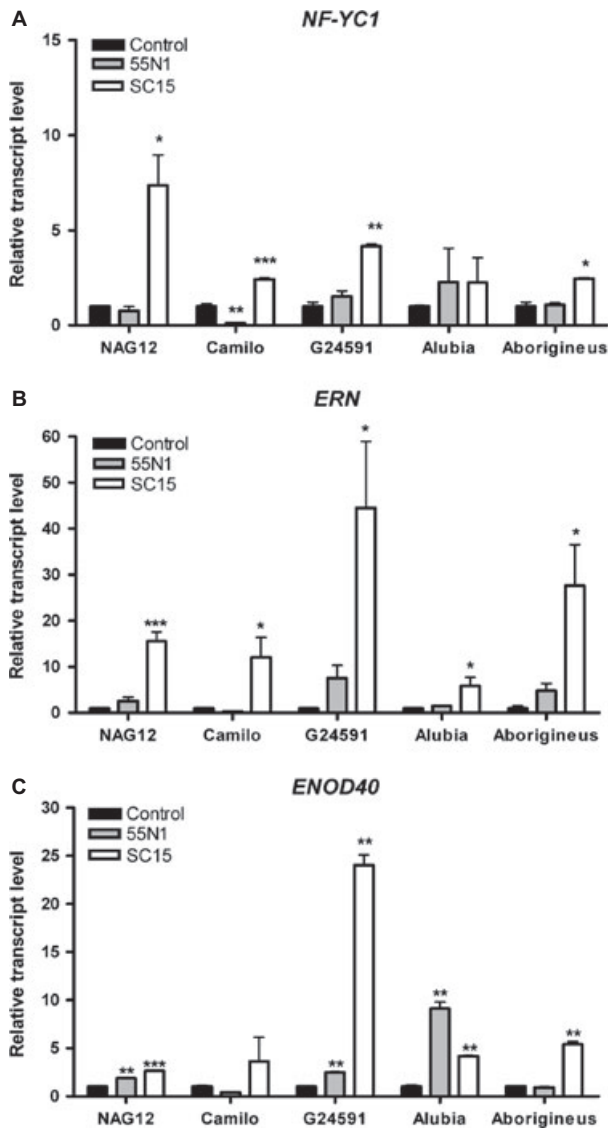 A
NF-YC1
Control
55N1
SC15
Relative transcript level
15
10
5
0
*
**
***
**
*
NAG12 Camilo G24591 Alubia Aborigineus
B
ERN
Control
55N1
SC15
Relative transcript level
60
50
40
30
20
10
0
***
*
*
*
*
NAG12 Camilo G24591 Alubia Aborigineus
C
ENOD40
Control
55N1
SC15
Relative transcript level
30
25
20
15
10
5
0
**
***
**
**
**
**
**
NAG12 Camilo G24591 Alubia Aborigineus